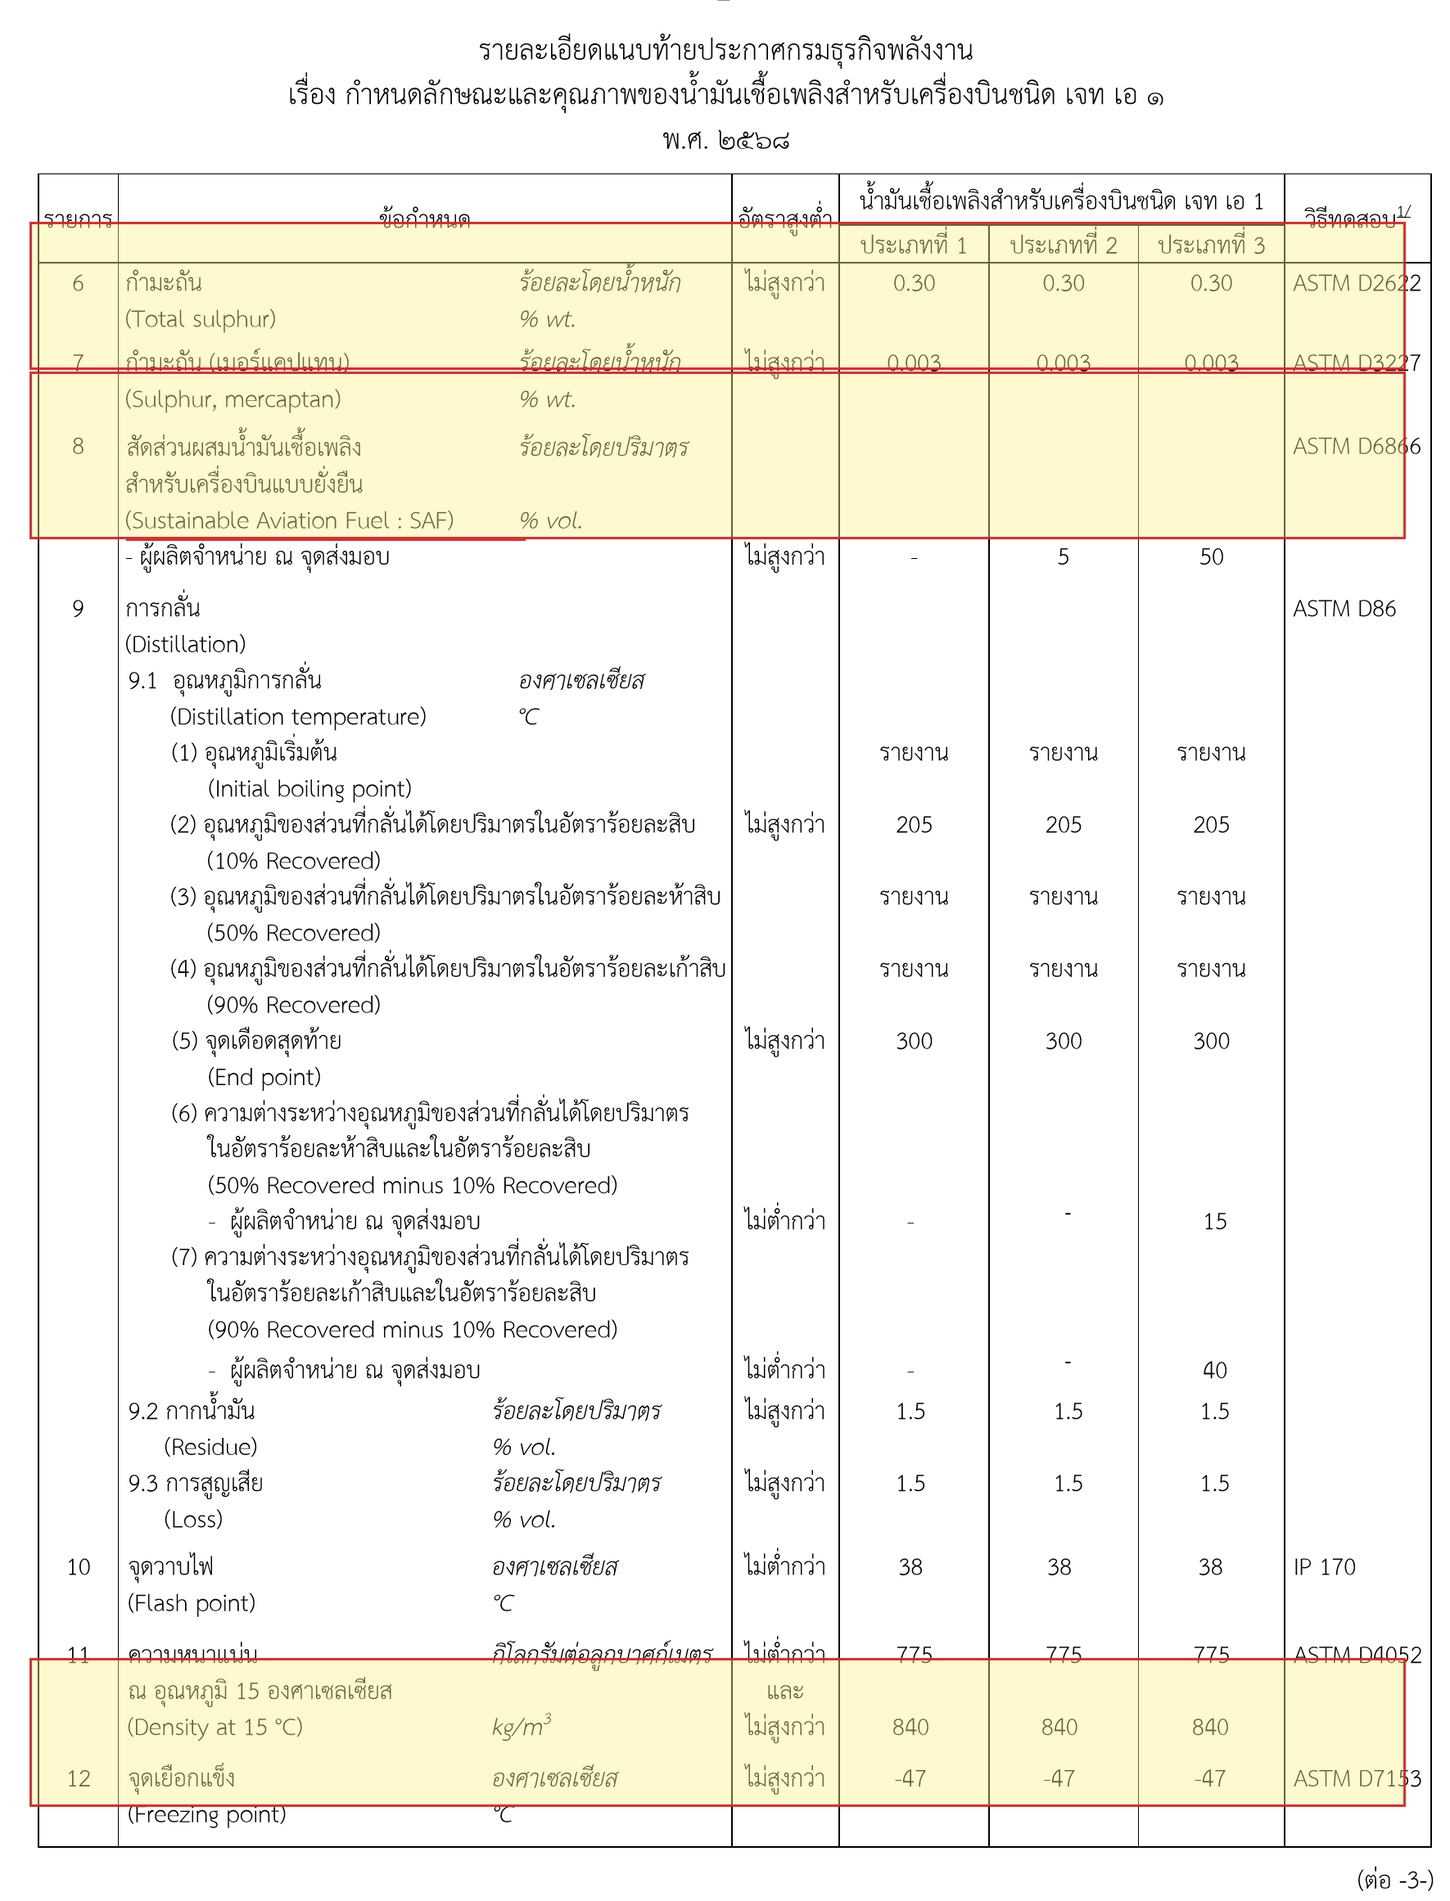 รายละเอียดแนบท้ายประกาศกรมธุรกิจพลังงาน
เรื่อง กำหนดลักษณะและคุณภาพของน้ำมันเชื้อเพลิงสำหรับเครื่องบินชนิด เจท เอ ๑
พ.ศ. ๒๕๖๘
รายการ ข้อกำหนด อัตราสูงต่ำ น้ำมันเชื้อเพลิงสำหรับเครื่องบินชนิด เจท เอ 1 วิธีทดสอบ1/
ประเภทที่ 1 ประเภทที่ 2 ประเภทที่ 3
6 กำมะถัน ร้อยละโดยน้ำหนัก ไม่สูงกว่า 0.30 0.30 0.30 ASTM D2622
(Total sulphur) % wt.
7 กำมะถัน (เมอร์แคปแทน) ร้อยละโดยน้ำหนัก ไม่สูงกว่า 0.003 0.003 0.003 ASTM D3227
(Sulphur, mercaptan) % wt.
8 สัดส่วนผสมน้ำมันเชื้อเพลิง ร้อยละโดยปริมาตร ASTM D6866
สำหรับเครื่องบินแบบยั่งยืน
(Sustainable Aviation Fuel : SAF) % vol.
- ผู้ผลิตจำหน่าย ณ จุดส่งมอบ ไม่สูงกว่า - 5 50
9 การกลั่น ASTM D86
(Distillation)
9.1 อุณหภูมิการกลั่น องศาเซลเซียส
(Distillation temperature) °C
(1) อุณหภูมิเริ่มต้น รายงาน รายงาน รายงาน
(Initial boiling point)
(2) อุณหภูมิของส่วนที่กลั่นได้โดยปริมาตรในอัตราร้อยละสิบ ไม่สูงกว่า 205 205 205
(10% Recovered)
(3) อุณหภูมิของส่วนที่กลั่นได้โดยปริมาตรในอัตราร้อยละห้าสิบ รายงาน รายงาน รายงาน
(50% Recovered)
(4) อุณหภูมิของส่วนที่กลั่นได้โดยปริมาตรในอัตราร้อยละเก้าสิบ รายงาน รายงาน รายงาน
(90% Recovered)
(5) จุดเดือดสุดท้าย ไม่สูงกว่า 300 300 300
(End point)
(6) ความต่างระหว่างอุณหภูมิของส่วนที่กลั่นได้โดยปริมาตร
ในอัตราร้อยละห้าสิบและในอัตราร้อยละสิบ
(50% Recovered minus 10% Recovered)
- ผู้ผลิตจำหน่าย ณ จุดส่งมอบ ไม่ต่ำกว่า - - 15
(7) ความต่างระหว่างอุณหภูมิของส่วนที่กลั่นได้โดยปริมาตร
ในอัตราร้อยละเก้าสิบและในอัตราร้อยละสิบ
(90% Recovered minus 10% Recovered)
- ผู้ผลิตจำหน่าย ณ จุดส่งมอบ ไม่ต่ำกว่า - - 40
9.2 กากน้ำมัน ร้อยละโดยปริมาตร ไม่สูงกว่า 1.5 1.5 1.5
(Residue) % vol.
9.3 การสูญเสีย ร้อยละโดยปริมาตร ไม่สูงกว่า 1.5 1.5 1.5
(Loss) % vol.
10 จุดวาบไฟ องศาเซลเซียส ไม่ต่ำกว่า 38 38 38 IP 170
(Flash point) °C
11 ความหนาแน่น กิโลกรัมต่อลูกบาศก์เมตร ไม่ต่ำกว่า 775 775 775 ASTM D4052
ณ อุณหภูมิ 15 องศาเซลเซียส และ
(Density at 15 °C) kg/m³ ไม่สูงกว่า 840 840 840
12 จุดเยือกแข็ง องศาเซลเซียส ไม่สูงกว่า -47 -47 -47 ASTM D7153
(Freezing point) °C
(ต่อ -3-)